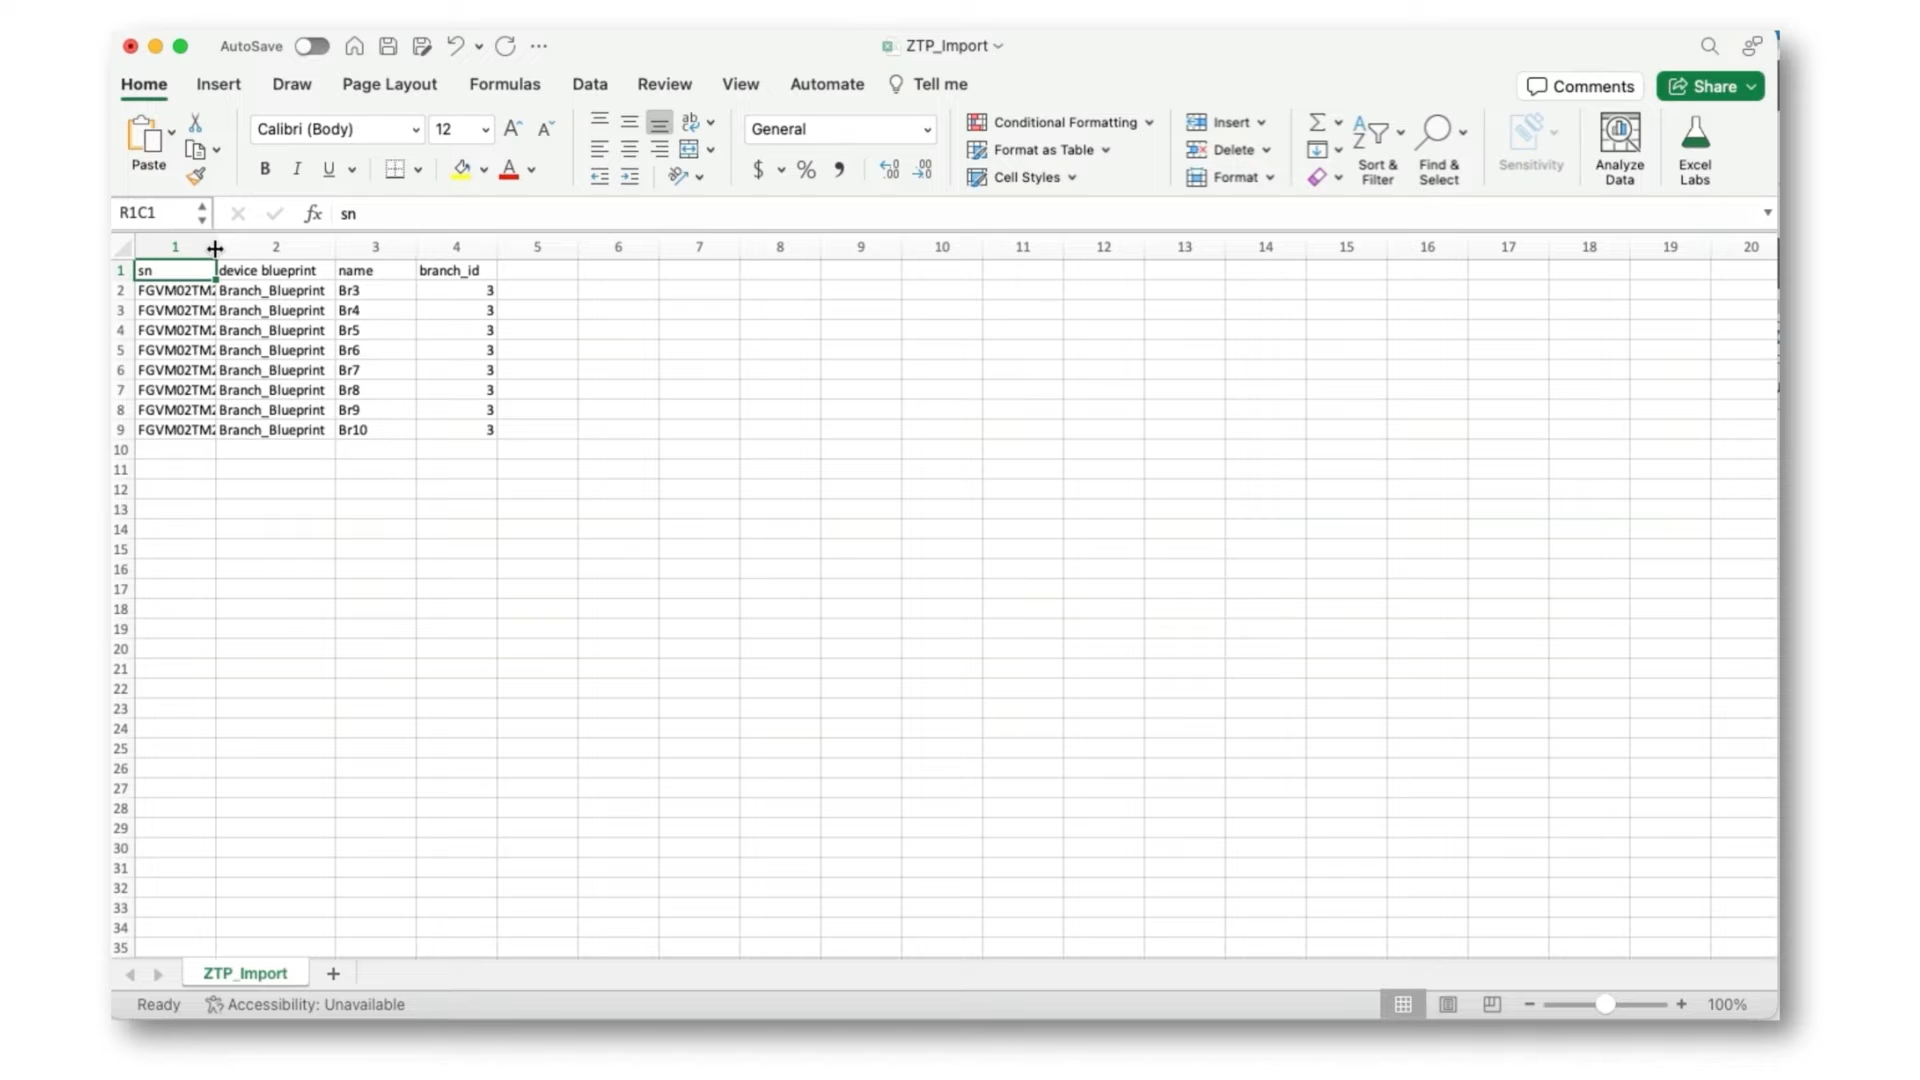 AutoSave
ZTP_Import
Home Insert Draw Page Layout Formulas Data Review View Automate Tell me
Comments Share
Paste
Calibri (Body) 12
General
Conditional Formatting
Format as Table
Cell Styles
Insert
Delete
Format
Sort & Filter
Find & Select
Sensitivity
Analyze Data
Excel Labs
R1C1 fx sn
1 2 3 4 5 6 7 8 9 10 11 12 13 14 15 16 17 18 19 20
1 sn device blueprint name branch_id
2 FGVM02TM Branch_Blueprint Br3 3
3 FGVM02TM Branch_Blueprint Br4 3
4 FGVM02TM Branch_Blueprint Br5 3
5 FGVM02TM Branch_Blueprint Br6 3
6 FGVM02TM Branch_Blueprint Br7 3
7 FGVM02TM Branch_Blueprint Br8 3
8 FGVM02TM Branch_Blueprint Br9 3
9 FGVM02TM Branch_Blueprint Br10 3
10
11
12
13
14
15
16
17
18
19
20
21
22
23
24
25
26
27
28
29
30
31
32
33
34
35
ZTP_Import +
Ready Accessibility: Unavailable
100%